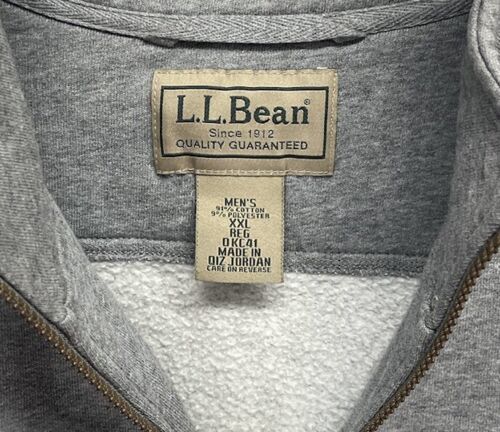 L.L.Bean®
Since 1912
QUALITY GUARANTEED
MEN'S
91% COTTON
9% POLYESTER
XXL
REG
0KC41
MADE IN
QIZ JORDAN
CARE ON REVERSE